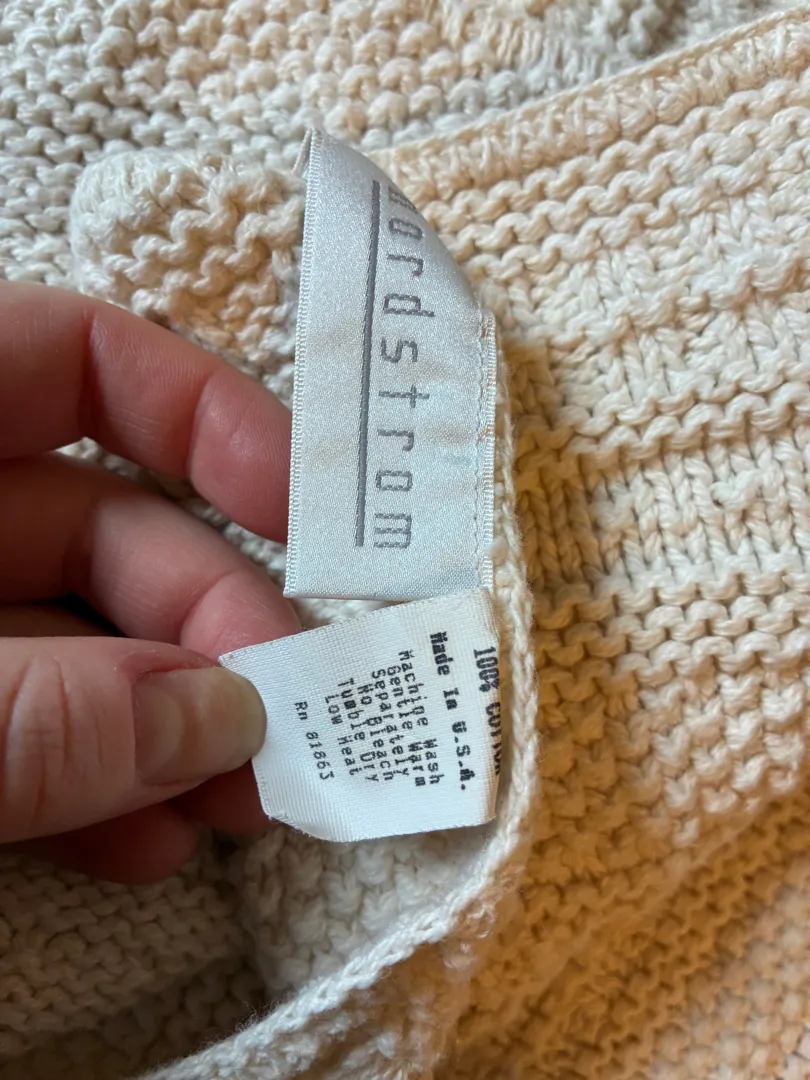 nordstrom
100% Cotton
Made In U.S.A.
Machine Wash
Gentle Warm
Separately
No Bleach
Tumble Dry
Low Heat
Rn 81863